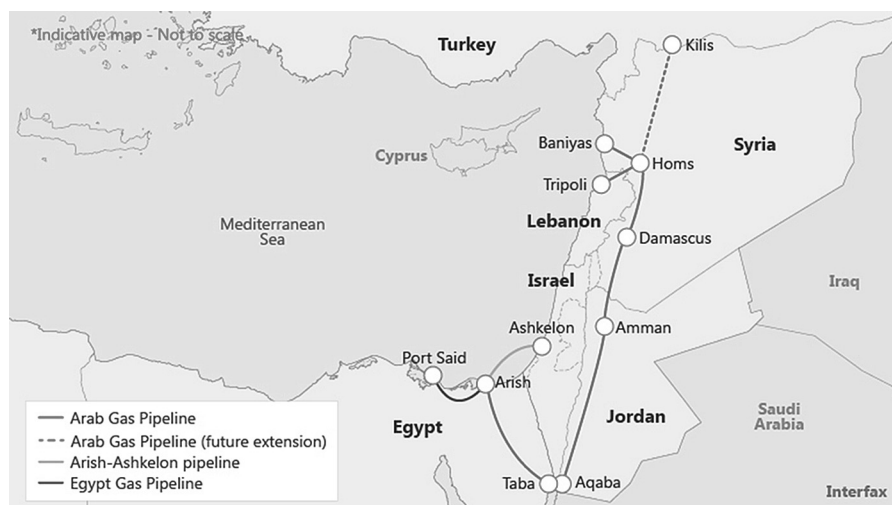 *Indicative map - Not to scale
Turkey
Kilis
Baniyas
Homs
Syria
Cyprus
Tripoli
Mediterranean
Sea
Lebanon
Damascus
Israel
Iraq
Ashkelon
Amman
Port Said
Arish
Egypt
Jordan
Saudi
Arabia
Arab Gas Pipeline
Arab Gas Pipeline (future extension)
Arish-Ashkelon pipeline
Egypt Gas Pipeline
Taba
Aqaba
Interfax